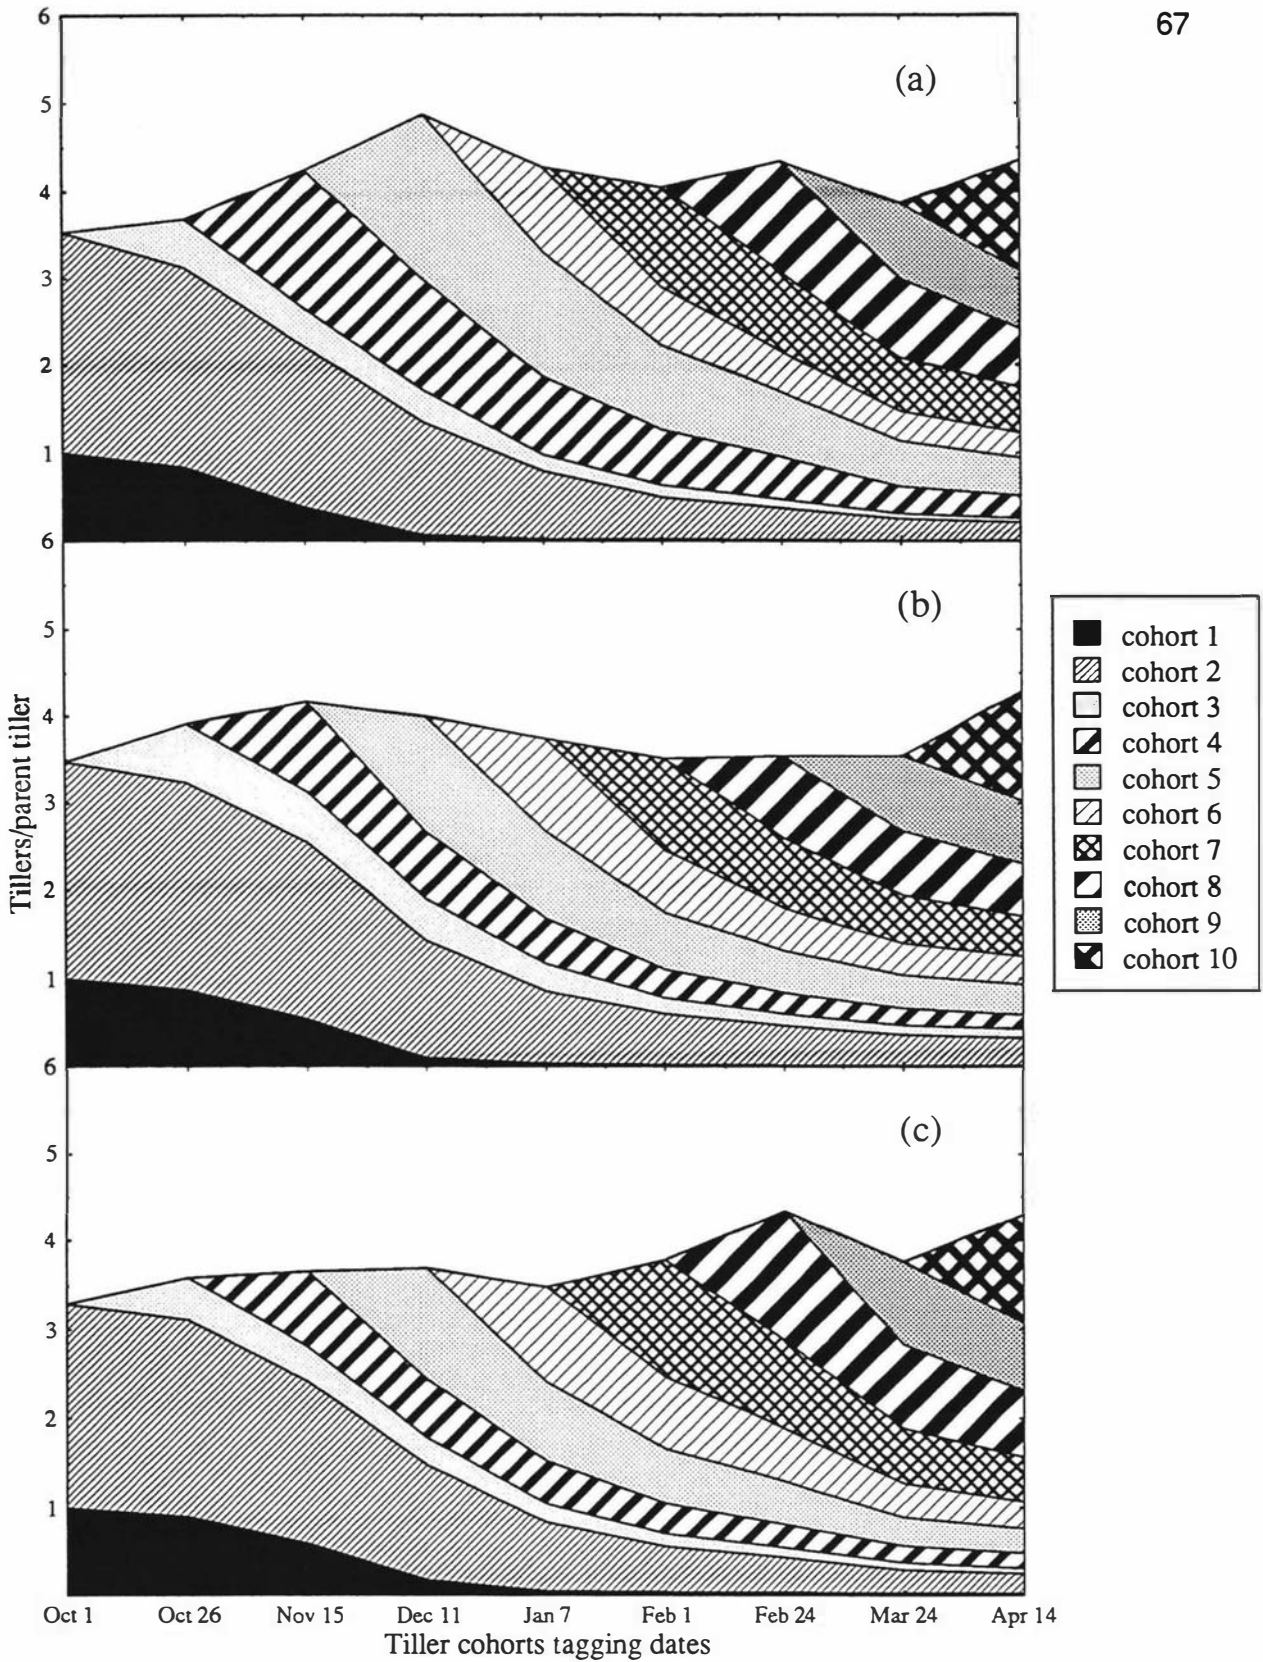 67
6
(a)
5
4
3
2
1
6
(b)
5
4
3
2
1
6
(c)
5
4
3
2
1
Tillers/parent tiller
cohort 1
cohort 2
cohort 3
cohort 4
cohort 5
cohort 6
cohort 7
cohort 8
cohort 9
cohort 10
Oct 1 Oct 26 Nov 15 Dec 11 Jan 7 Feb 1 Feb 24 Mar 24 Apr 14
Tiller cohorts tagging dates